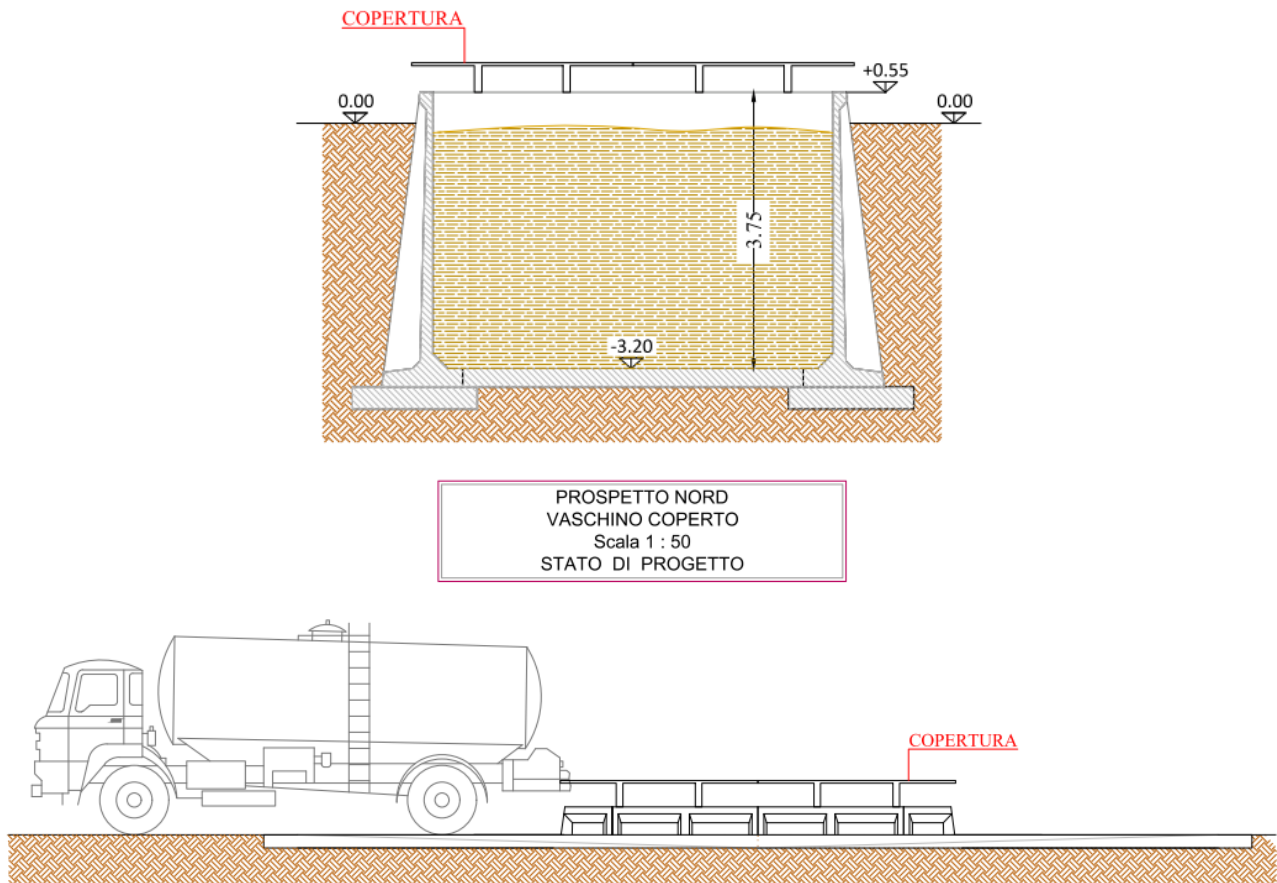 COPERTURA
+0.55
0.00
0.00
3.75
-3.20
PROSPETTO NORD
VASCHINO COPERTO
Scala 1 : 50
STATO DI PROGETTO
COPERTURA